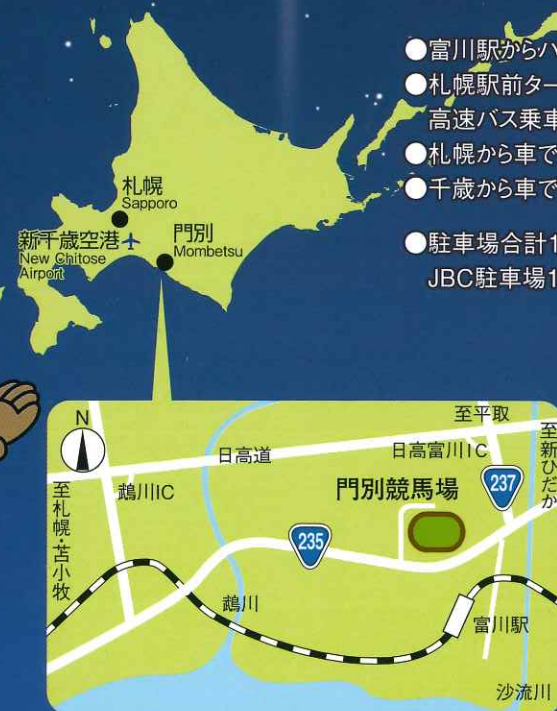 ●富川駅からバ
●札幌駅前ター
高速バス乗車
●札幌から車で
●千歳から車で
●駐車場合計1
JBC駐車場1
札幌
Sapporo
新千歳空港
New Chitose
Airport
門別
Mombetsu
N
至平取
日高道
日高富川IC
至新ひだか
鵡川IC
門別競馬場
237
至札幌・苫小牧
235
鵡川
富川駅
沙流川